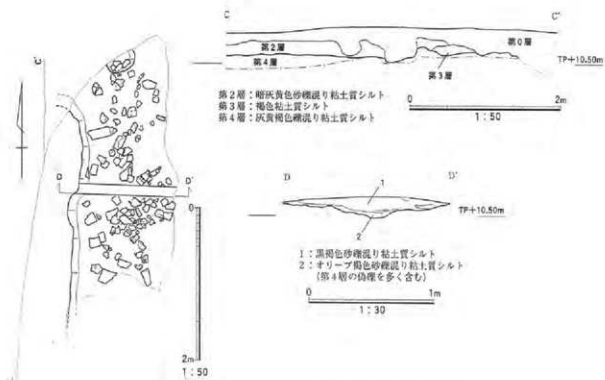 C C'
第0層
第2層
第4層
第3層
TP+10.50m
第2層：暗灰黄色砂礫混り粘土質シルト
第3層：褐色粘土質シルト
第4層：灰黄褐色礫混り粘土質シルト
0 2m
1：50
C'
D D'
0
2m
1：50
D D'
1
2
TP+10.50m
1：黒褐色砂礫混り粘土質シルト
2：オリーブ褐色砂礫混り粘土質シルト
（第4層の偽礫を多く含む）
0 1m
1：30